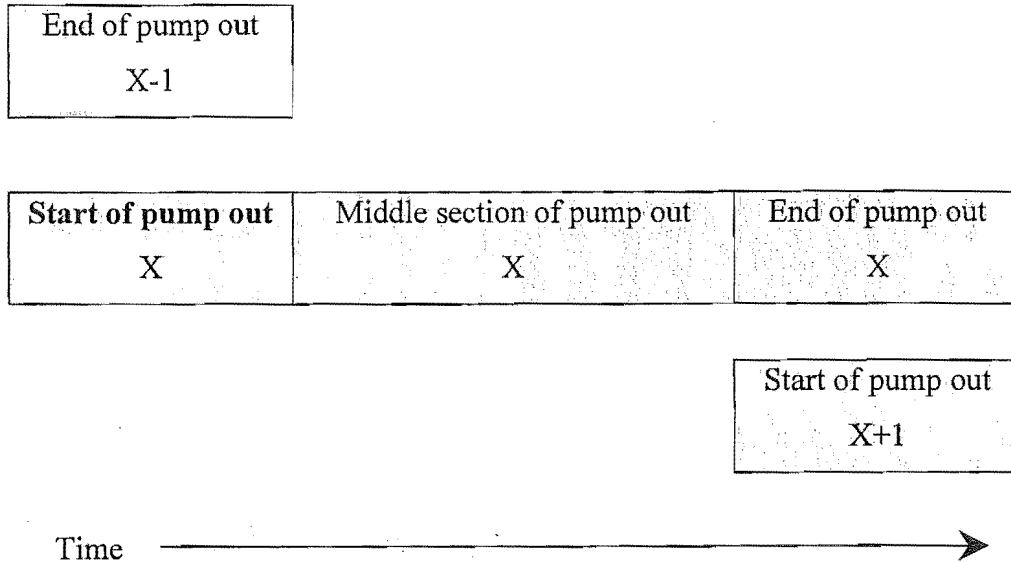 End of pump out
X-1
Start of pump out
X
Middle section of pump out
X
End of pump out
X
Start of pump out
X+1
Time